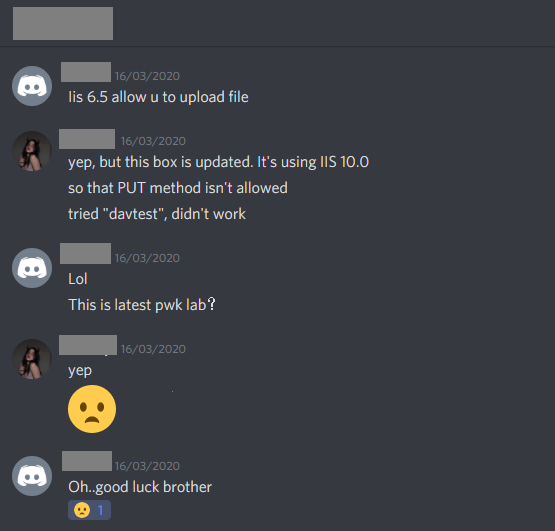 16/03/2020
Iis 6.5 allow u to upload file
16/03/2020
yep, but this box is updated. It's using IIS 10.0
so that PUT method isn't allowed
tried "davtest", didn't work
16/03/2020
Lol
This is latest pwk lab?
16/03/2020
yep
16/03/2020
Oh..good luck brother
1